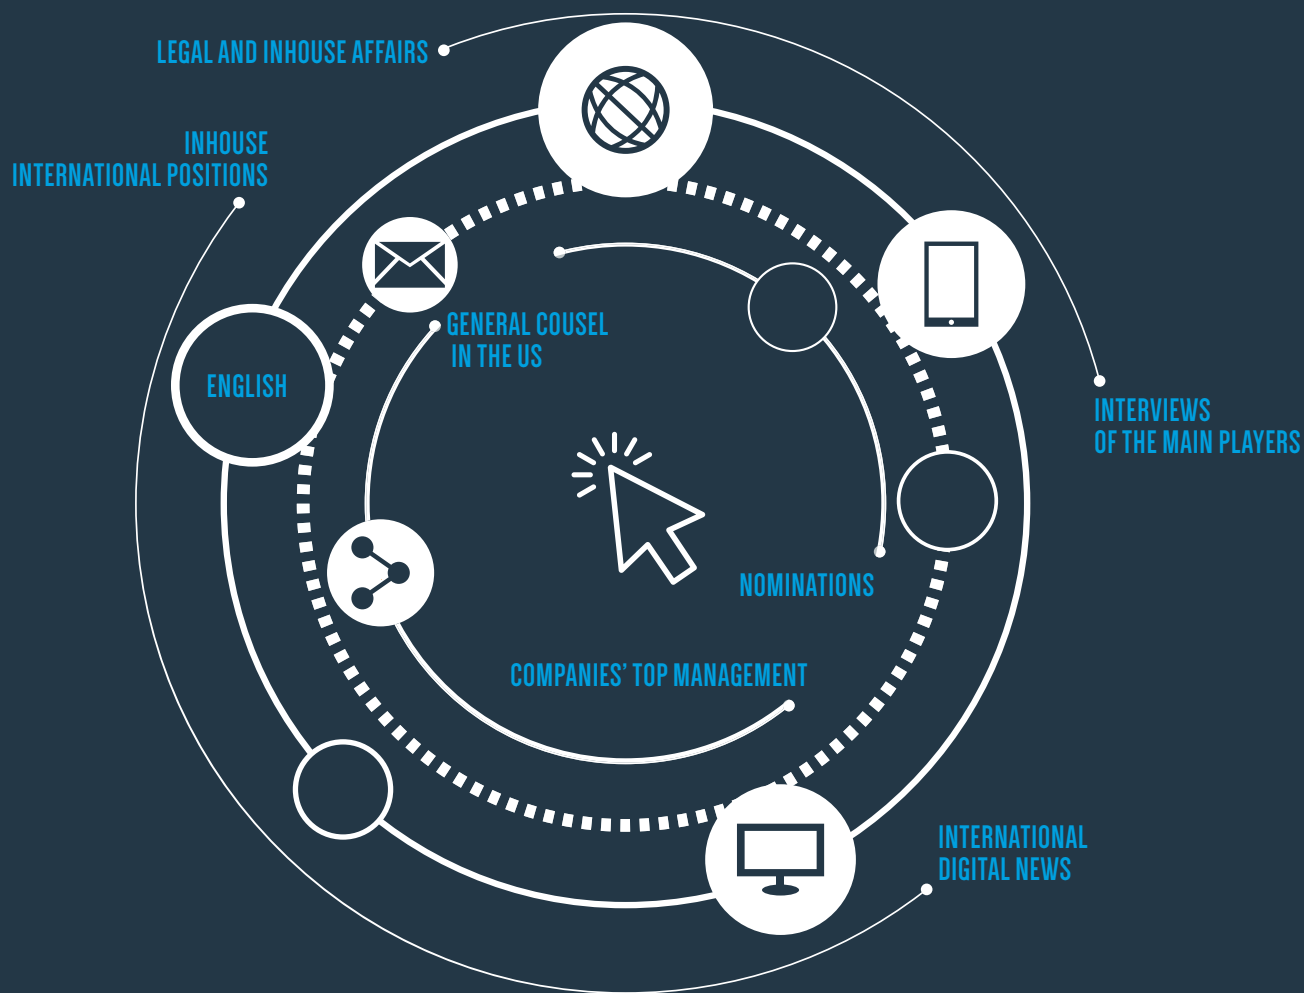 LEGAL AND INHOUSE AFFAIRS
INHOUSE
INTERNATIONAL POSITIONS
GENERAL COUSEL
IN THE US
ENGLISH
INTERVIEWS
OF THE MAIN PLAYERS
NOMINATIONS
COMPANIES’ TOP MANAGEMENT
INTERNATIONAL
DIGITAL NEWS